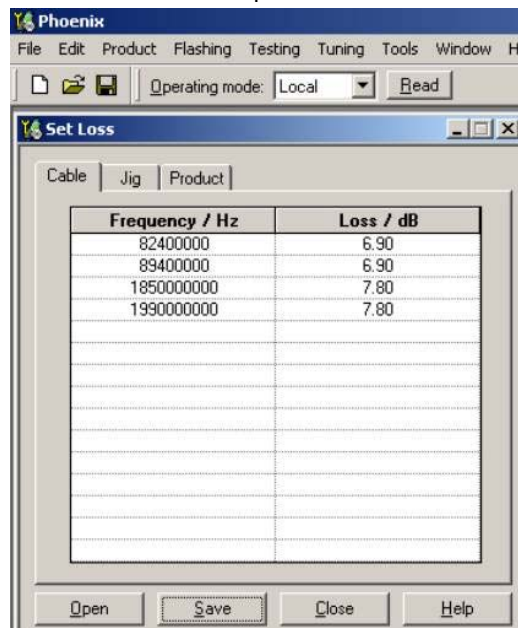 Phoenix
File Edit Product Flashing Testing Tuning Tools Window H
Operating mode: Local Read
Set Loss
Cable Jig Product
Frequency / Hz Loss / dB
82400000 6.90
89400000 6.90
1850000000 7.80
1990000000 7.80
Open Save Close Help